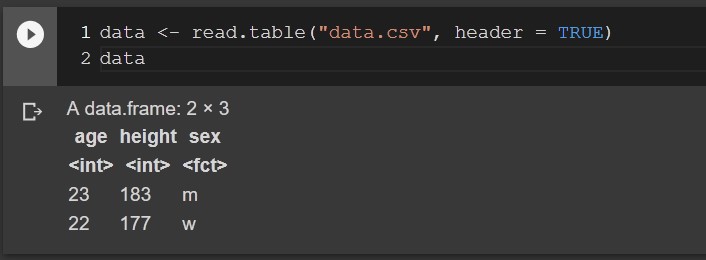 1 data <- read.table("data.csv", header = TRUE)
2 data
A data.frame: 2 × 3
age height sex
<int> <int> <fct>
23 183 m
22 177 w